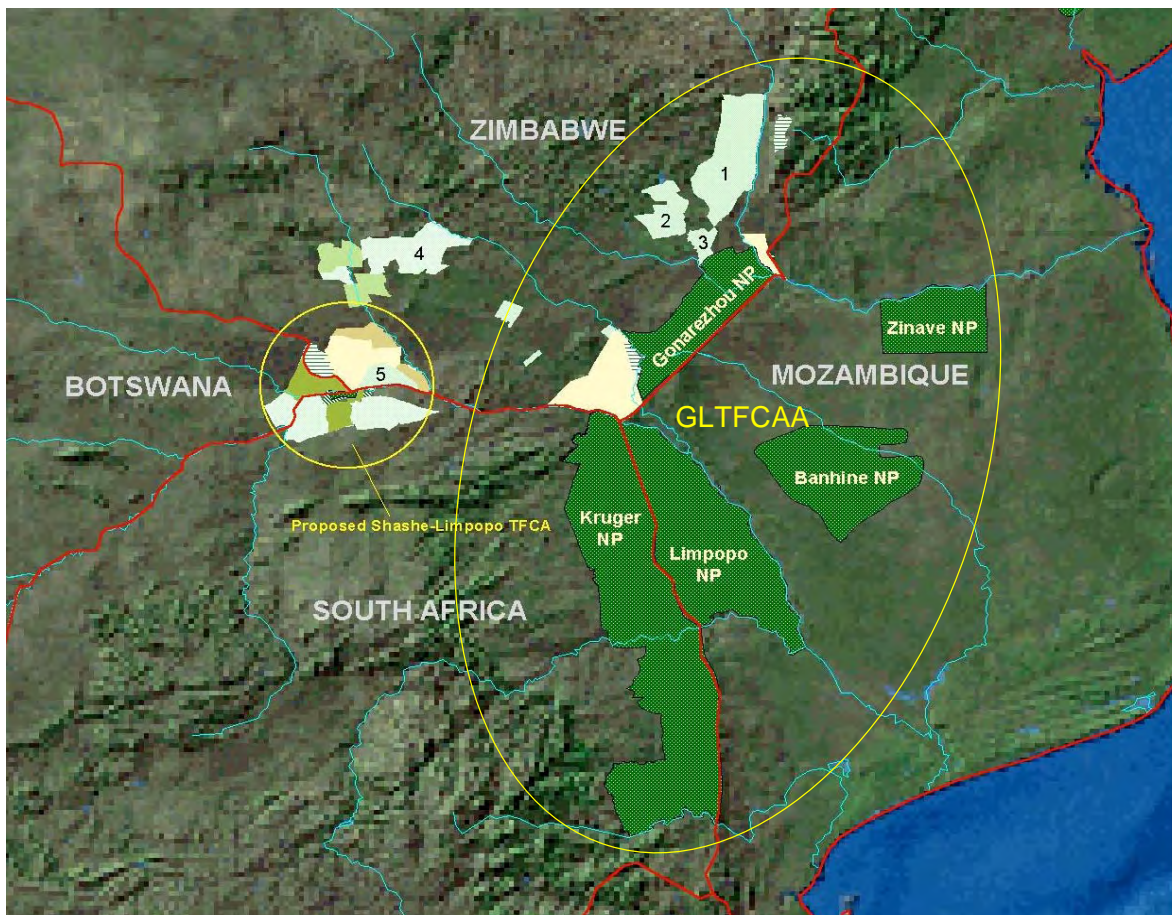 ZIMBABWE
1
2
3
4
Gonarezhou NP
Zinave NP
BOTSWANA
5
MOZAMBIQUE
GLTFCAA
Banhine NP
Proposed Shashe-Limpopo TFCA
Kruger
NP
Limpopo
NP
SOUTH AFRICA